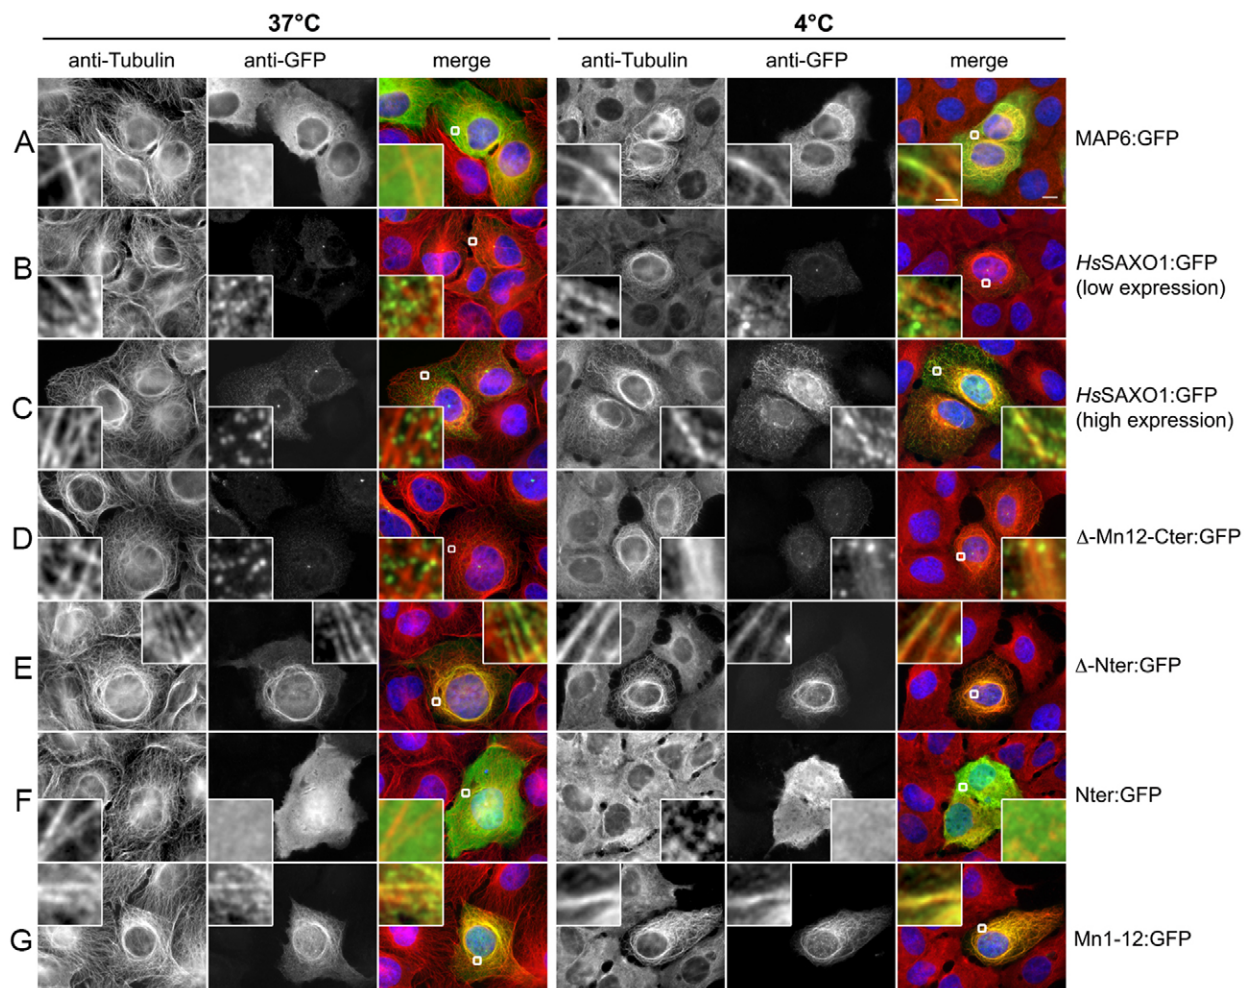 37°C 4°C
anti-Tubulin anti-GFP merge anti-Tubulin anti-GFP merge
A MAP6:GFP
B HsSAXO1:GFP
(low expression)
C HsSAXO1:GFP
(high expression)
D Δ-Mn12-Cter:GFP
E Δ-Nter:GFP
F Nter:GFP
G Mn1-12:GFP